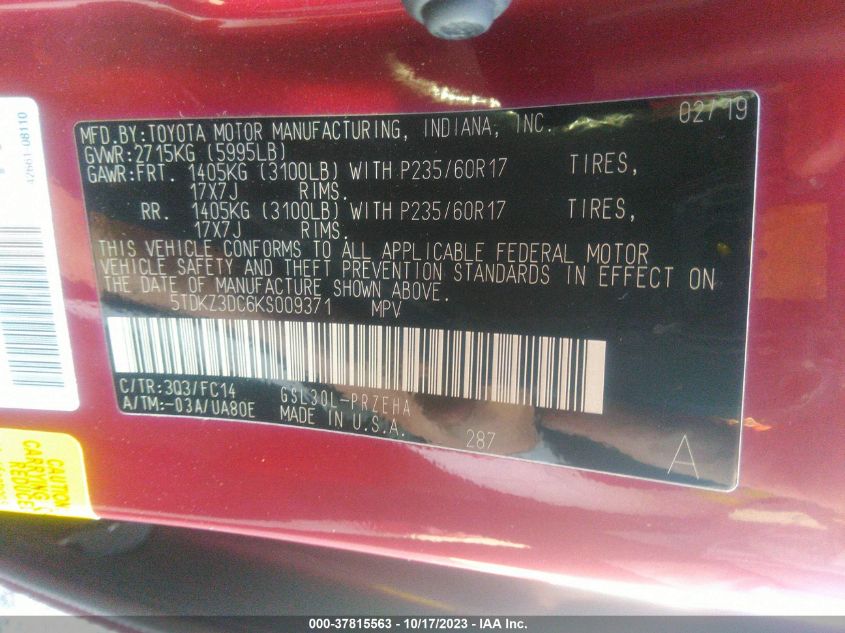 02/19
MFD.BY:TOYOTA MOTOR MANUFACTURING, INDIANA, INC.
GVWR:2715KG (5995LB)
GAWR:FRT. 1405KG (3100LB) WITH P235/60R17 TIRES,
17X7J RIMS.
RR. 1405KG (3100LB) WITH P235/60R17 TIRES,
17X7J RIMS.
THIS VEHICLE CONFORMS TO ALL APPLICABLE FEDERAL MOTOR
VEHICLE SAFETY AND THEFT PREVENTION STANDARDS IN EFFECT ON
THE DATE OF MANUFACTURE SHOWN ABOVE.
5TDKZ3DC6KS009371 MPV
C/TR:3Q3/FC14 GSL30L-PRZEHA
A/TM:-03A/UA80E MADE IN U.S.A.
287
A
42661-08110
CAUTION
CARRYING
REDUCE
000-37815563 - 10/17/2023 - IAA Inc.